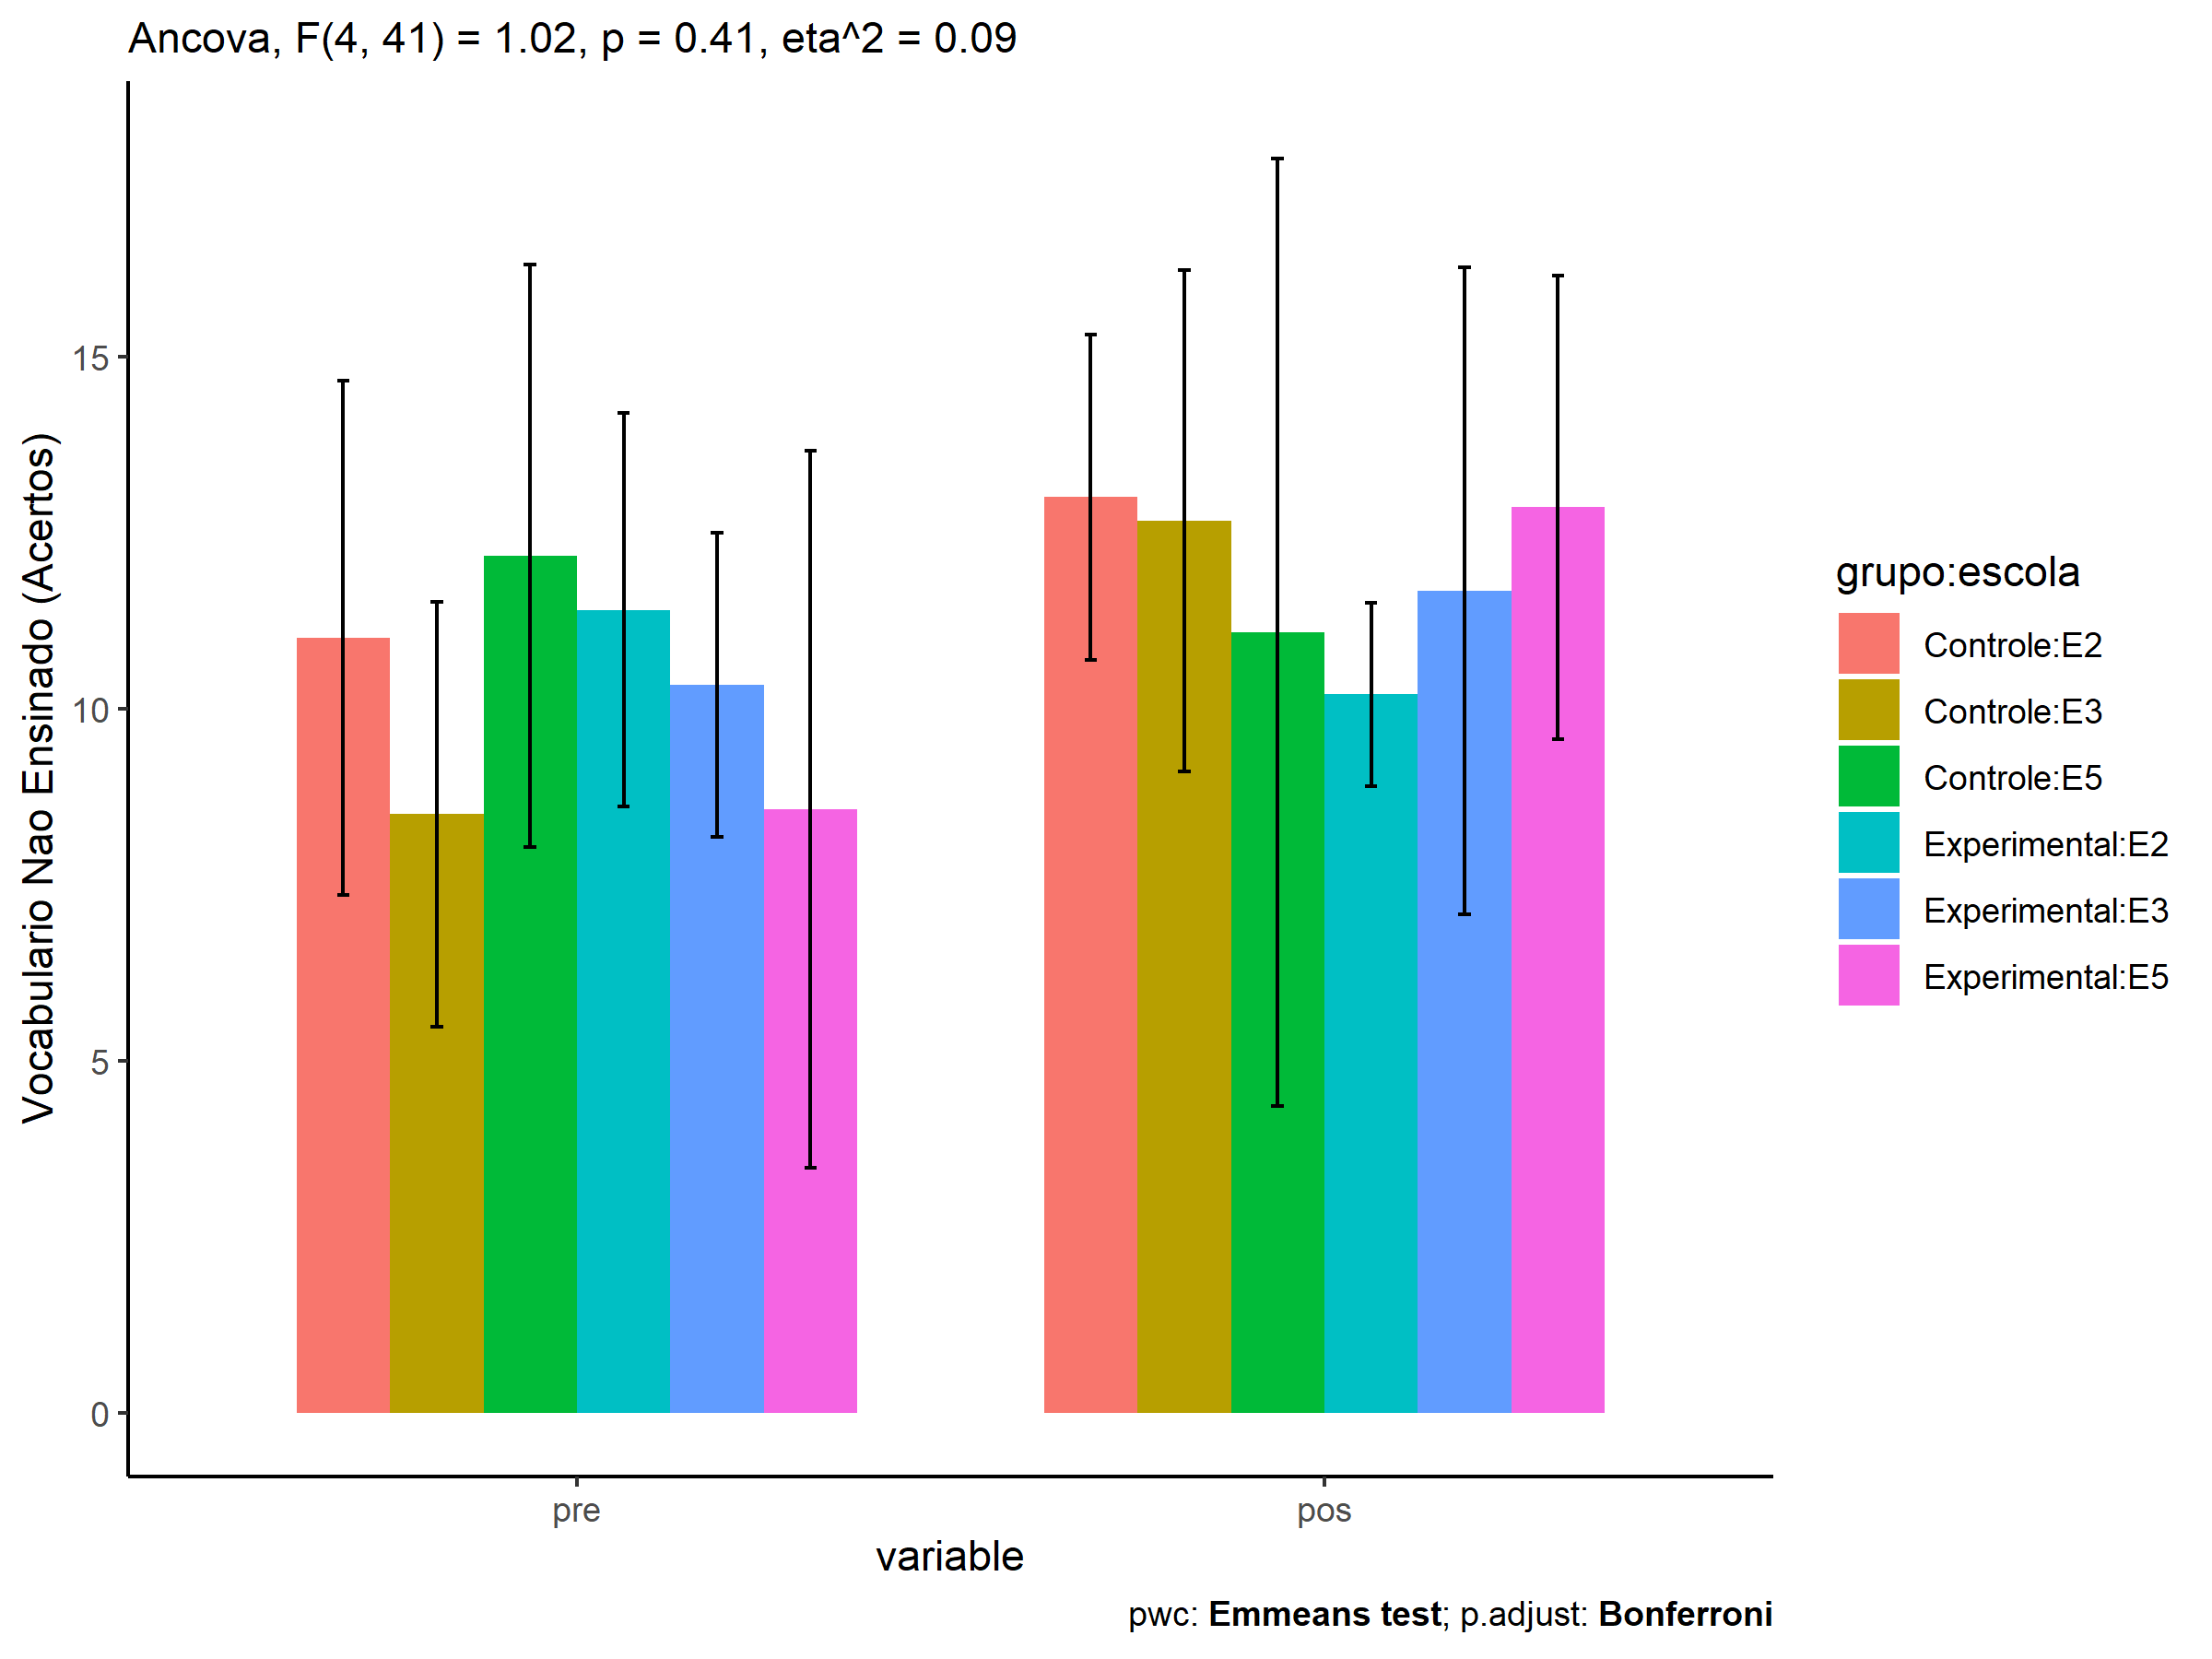 Ancova, F(4, 41) = 1.02, p = 0.41, eta^2 = 0.09
Vocabulario Nao Ensinado (Acertos)
15
10
5
0
pre
pos
variable
grupo:escola
Controle:E2
Controle:E3
Controle:E5
Experimental:E2
Experimental:E3
Experimental:E5
pwc: Emmeans test; p.adjust: Bonferroni